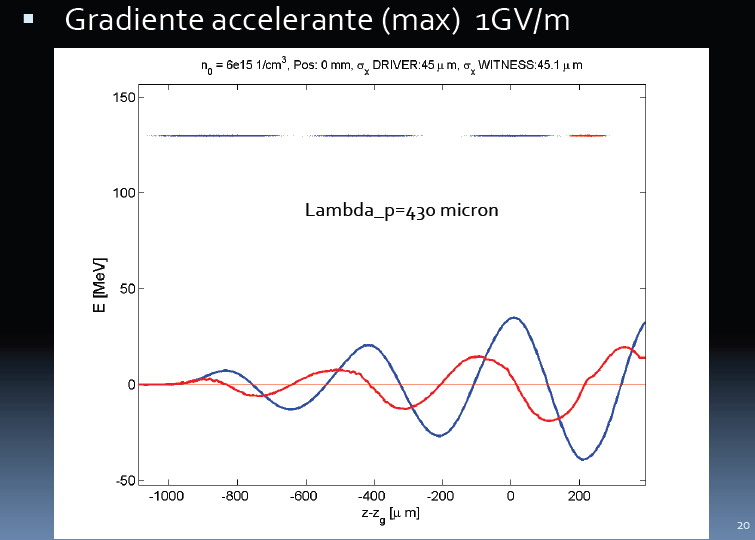 Gradiente accelerante (max) 1GV/m
n0 = 6e15 1/cm3, Pos: 0 mm, σx DRIVER:45 μ m, σx WITNESS:45.1 μ m
150
100
50
0
-50
E [MeV]
Lambda_p=430 micron
-1000 -800 -600 -400 -200 0 200
z-zg [μ m]
20